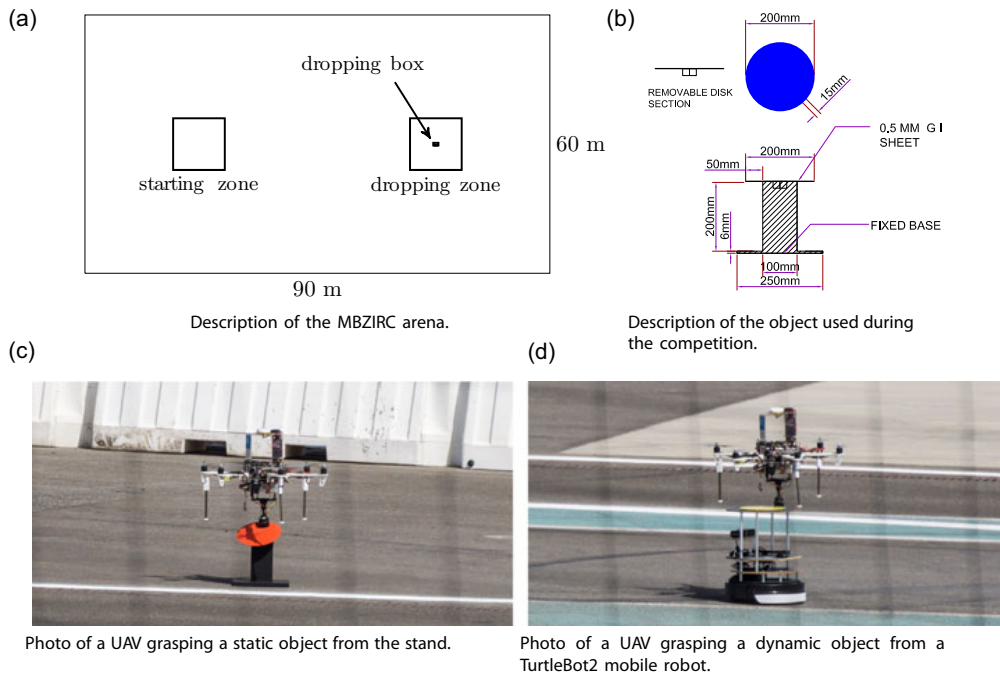 (a)
dropping box
starting zone
dropping zone
60 m
90 m
Description of the MBZIRC arena.
(b)
200mm
15mm
REMOVABLE DISK
SECTION
0.5 MM G I
SHEET
200mm
50mm
200mm
6mm
FIXED BASE
100mm
250mm
Description of the object used during
the competition.
(c)
Photo of a UAV grasping a static object from the stand.
(d)
Photo of a UAV grasping a dynamic object from a
TurtleBot2 mobile robot.